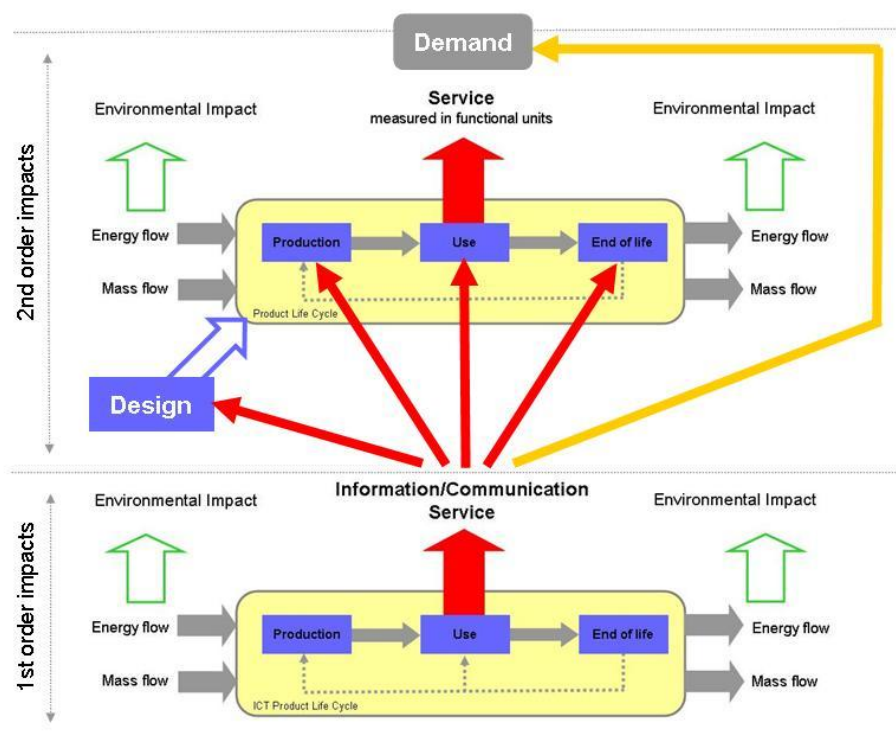 Demand
2nd order impacts
Environmental Impact
Service
measured in functional units
Environmental Impact
Energy flow
Mass flow
Production
Use
End of life
Product Life Cycle
Energy flow
Mass flow
Design
1st order impacts
Environmental Impact
Information/Communication
Service
Environmental Impact
Energy flow
Mass flow
Production
Use
End of life
ICT Product Life Cycle
Energy flow
Mass flow